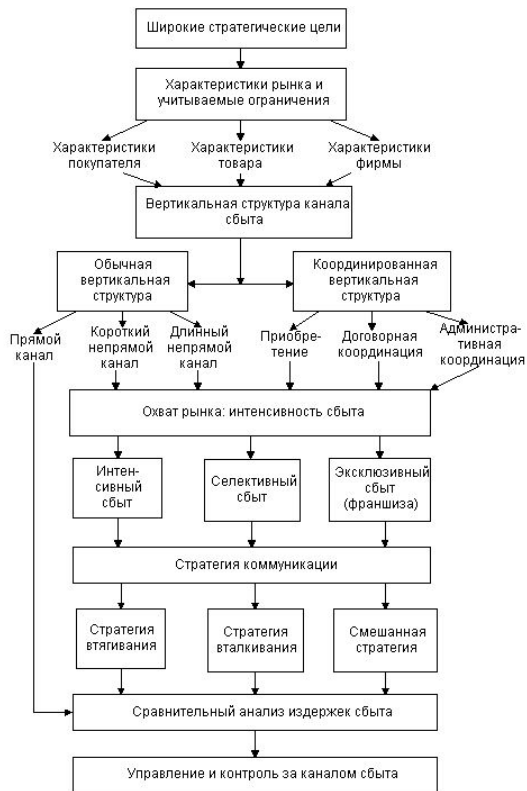 Широкие стратегические цели
Характеристики рынка и
учитываемые ограничения
Характеристики
покупателя
Характеристики
товара
Характеристики
фирмы
Вертикальная структура канала
сбыта
Обычная
вертикальная
структура
Координированная
вертикальная
структура
Прямой
канал
Короткий
непрямой
канал
Длинный
непрямой
канал
Приобре-
тение
Договорная
координация
Администра-
тивная
координация
Охват рынка: интенсивность сбыта
Интен-
сивный
сбыт
Селективный
сбыт
Эксклюзивный
сбыт
(франшиза)
Стратегия коммуникации
Стратегия
втягивания
Стратегия
вталкивания
Смешанная
стратегия
Сравнительный анализ издержек сбыта
Управление и контроль за каналом сбыта